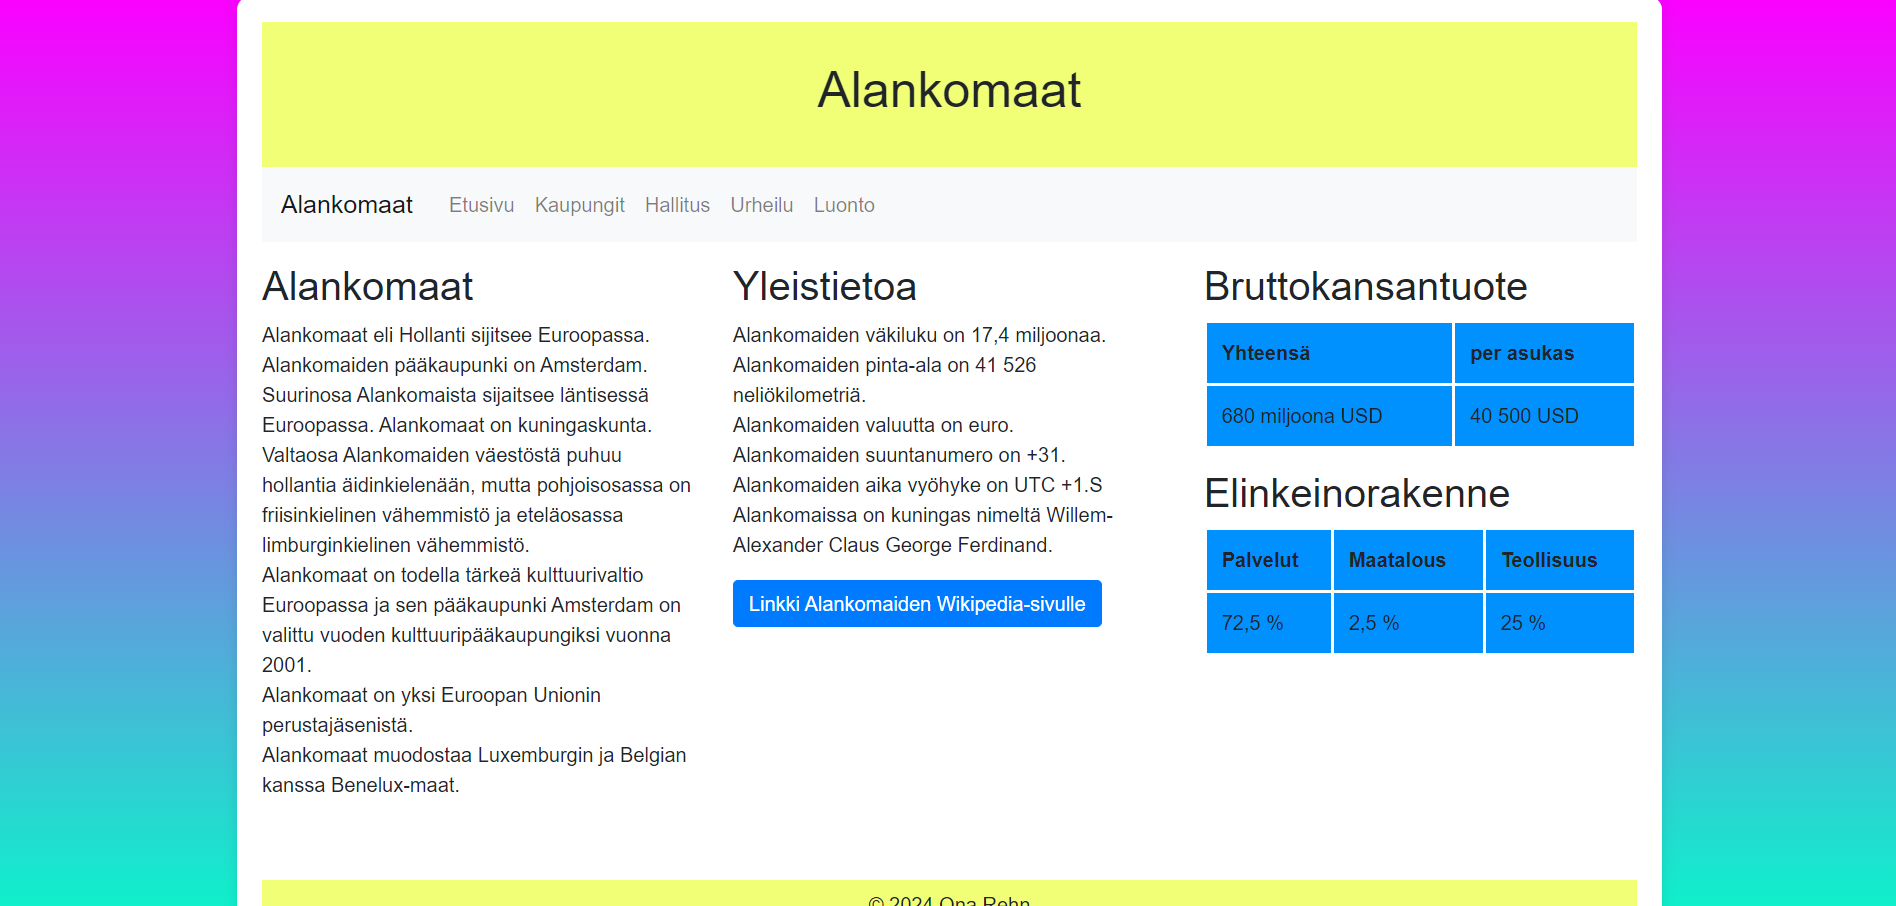 Alankomaat
Alankomaat Etusivu Kaupungit Hallitus Urheilu Luonto
Alankomaat
Alankomaat eli Hollanti sijitsee Euroopassa.
Alankomaiden pääkaupunki on Amsterdam.
Suurinosa Alankomaista sijaitsee läntisessä
Euroopassa. Alankomaat on kuningaskunta.
Valtaosa Alankomaiden väestöstä puhuu
hollantia äidinkielenään, mutta pohjoisosassa on
friisinkielinen vähemmistö ja eteläosassa
limburginkielinen vähemmistö.
Alankomaat on todella tärkeä kulttuurivaltio
Euroopassa ja sen pääkaupunki Amsterdam on
valittu vuoden kulttuuripääkaupungiksi vuonna
2001.
Alankomaat on yksi Euroopan Unionin
perustajäsenistä.
Alankomaat muodostaa Luxemburgin ja Belgian
kanssa Benelux-maat.
Yleistietoa
Alankomaiden väkiluku on 17,4 miljoonaa.
Alankomaiden pinta-ala on 41 526
neliökilometriä.
Alankomaiden valuutta on euro.
Alankomaiden suuntanumero on +31.
Alankomaiden aika vyöhyke on UTC +1.S
Alankomaissa on kuningas nimeltä Willem-
Alexander Claus George Ferdinand.
Linkki Alankomaiden Wikipedia-sivulle
Bruttokansantuote
Yhteensä per asukas
680 miljoona USD 40 500 USD
Elinkeinorakenne
Palvelut Maatalous Teollisuus
72,5 % 2,5 % 25 %
© 2024 Ona Rehn